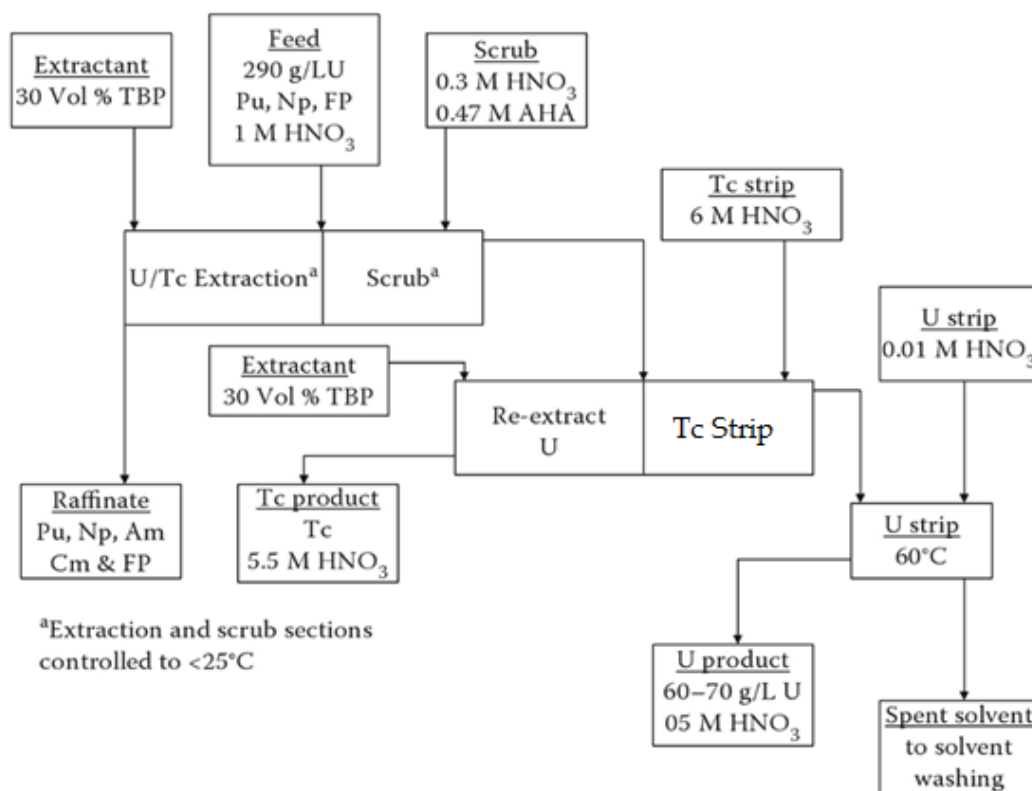 Extractant
30 Vol % TBP
Feed
290 g/LU
Pu, Np, FP
1 M HNO₃
Scrub
0.3 M HNO₃
0.47 M AHA
Tc strip
6 M HNO₃
U/Tc Extractionᵃ
Scrubᵃ
U strip
0.01 M HNO₃
Extractant
30 Vol % TBP
Re-extract
U
Tc Strip
Raffinate
Pu, Np, Am
Cm & FP
Tc product
Tc
5.5 M HNO₃
U strip
60°C
ᵃExtraction and scrub sections
controlled to <25°C
U product
60–70 g/L U
05 M HNO₃
Spent solvent
to solvent
washing